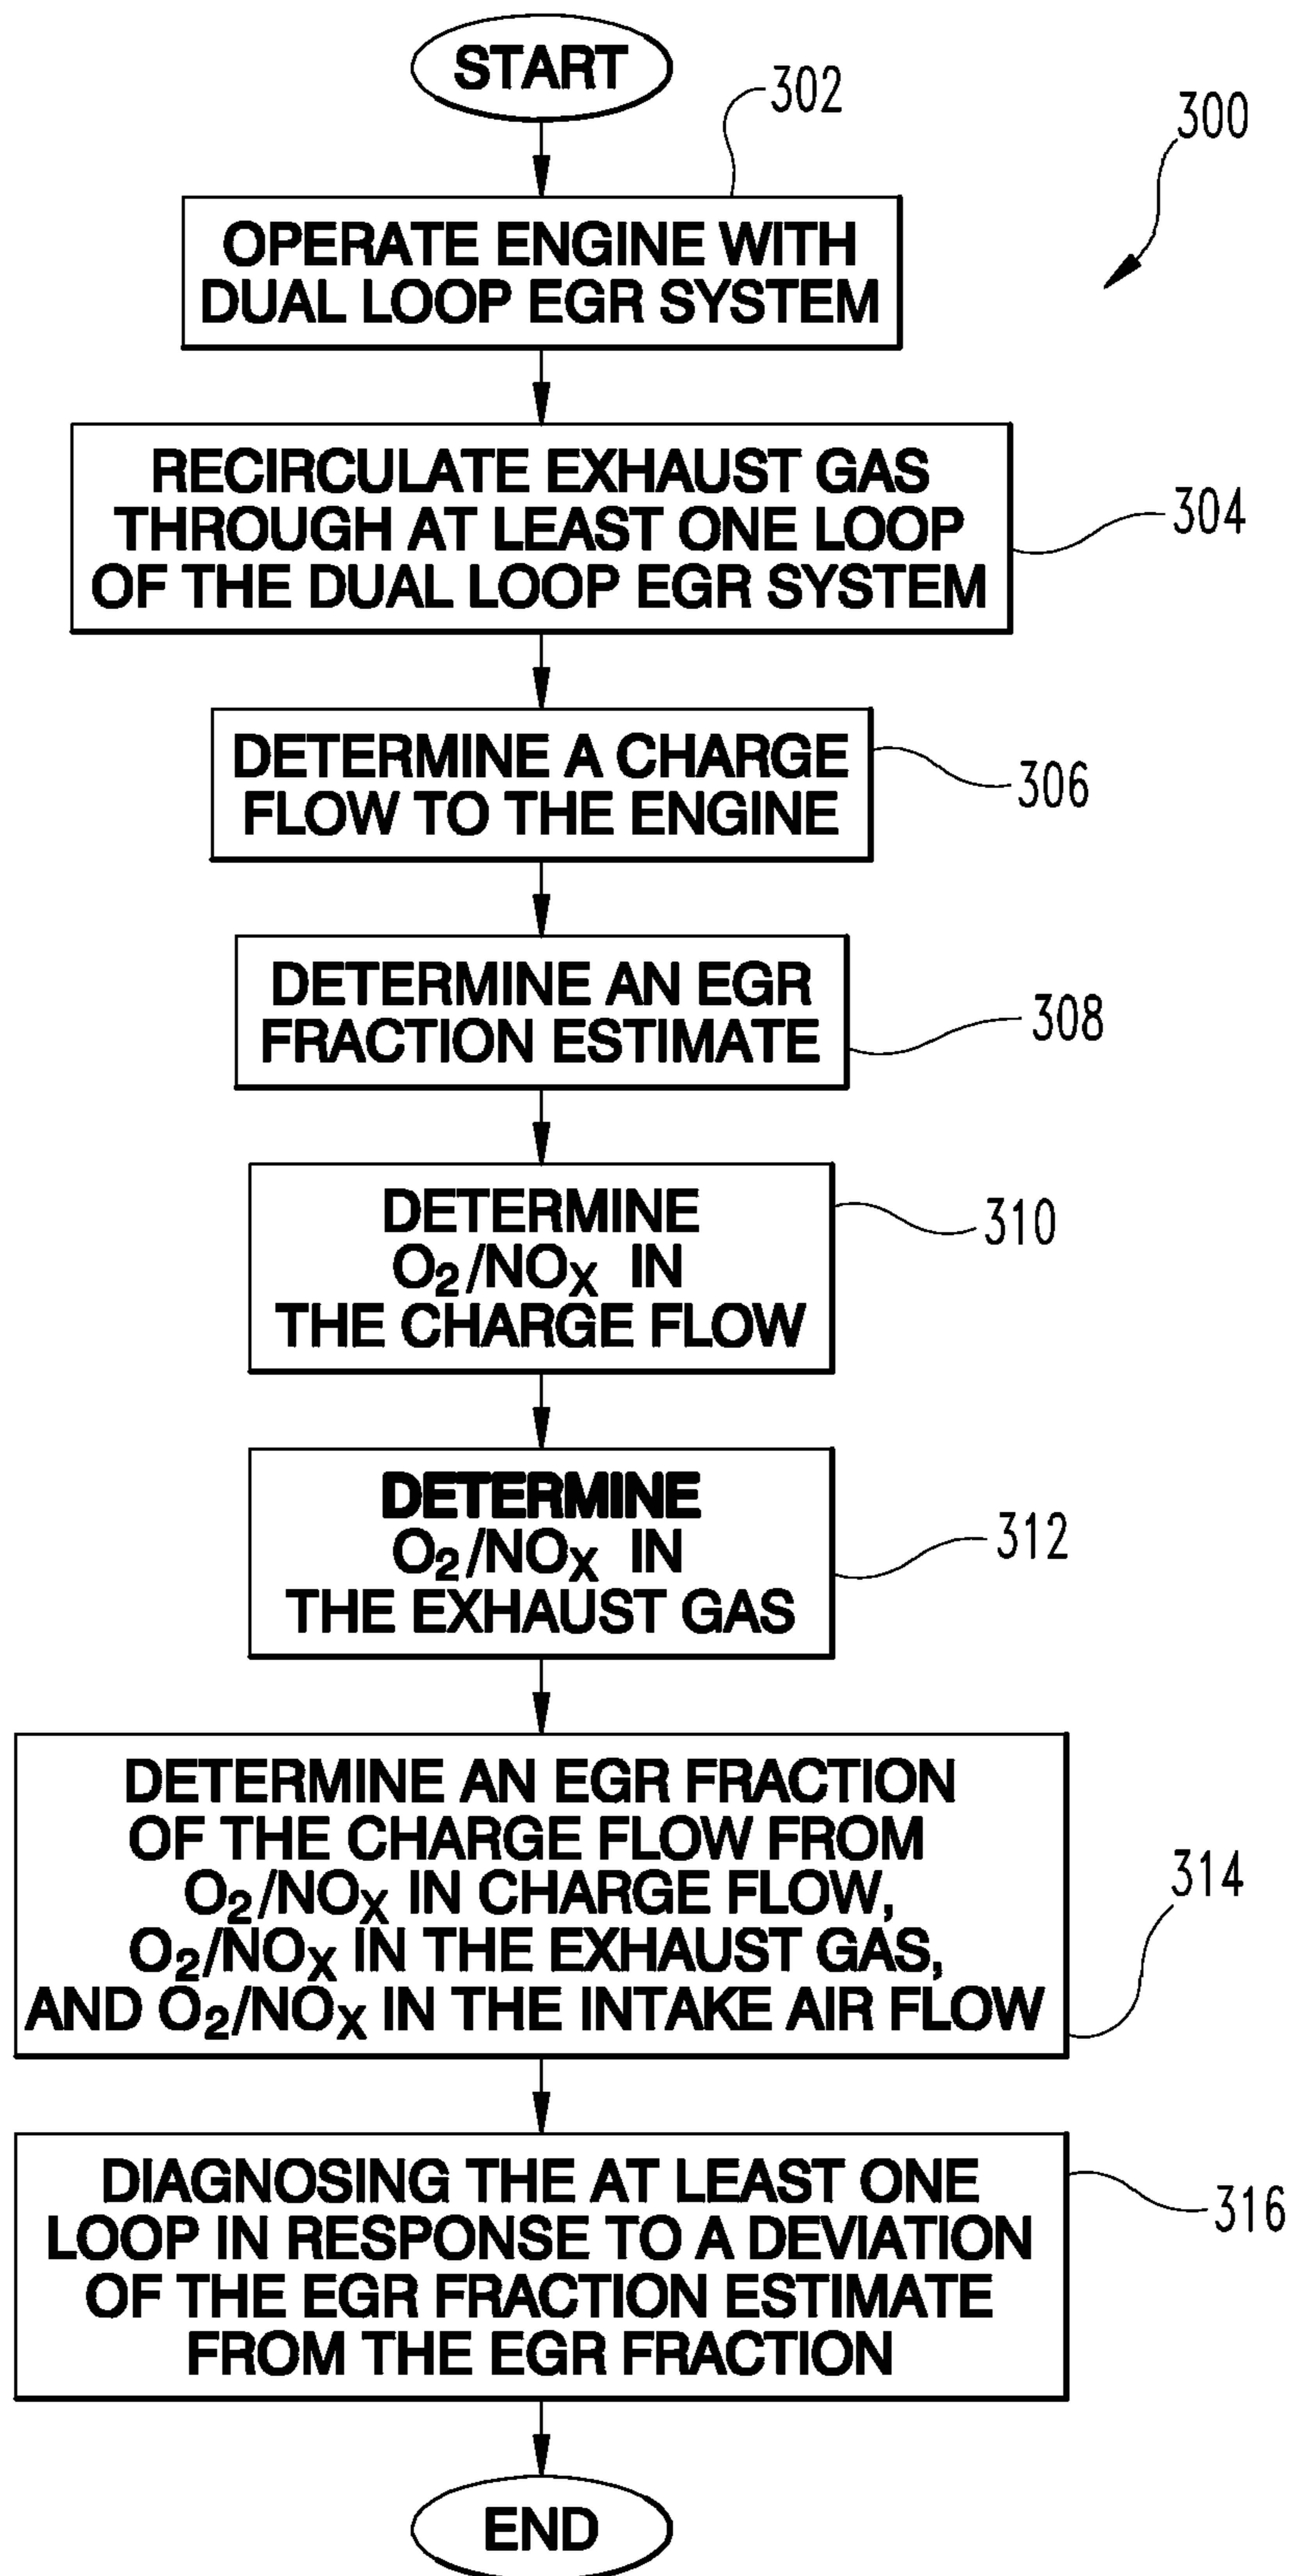 START
302
300
OPERATE ENGINE WITH
DUAL LOOP EGR SYSTEM
RECIRCULATE EXHAUST GAS
THROUGH AT LEAST ONE LOOP
OF THE DUAL LOOP EGR SYSTEM
304
DETERMINE A CHARGE
FLOW TO THE ENGINE
306
DETERMINE AN EGR
FRACTION ESTIMATE
308
DETERMINE
O₂/NOₓ IN
THE CHARGE FLOW
310
DETERMINE
O₂/NOₓ IN
THE EXHAUST GAS
312
DETERMINE AN EGR FRACTION
OF THE CHARGE FLOW FROM
O₂/NOₓ IN CHARGE FLOW,
O₂/NOₓ IN THE EXHAUST GAS,
AND O₂/NOₓ IN THE INTAKE AIR FLOW
314
DIAGNOSING THE AT LEAST ONE
LOOP IN RESPONSE TO A DEVIATION
OF THE EGR FRACTION ESTIMATE
FROM THE EGR FRACTION
316
END